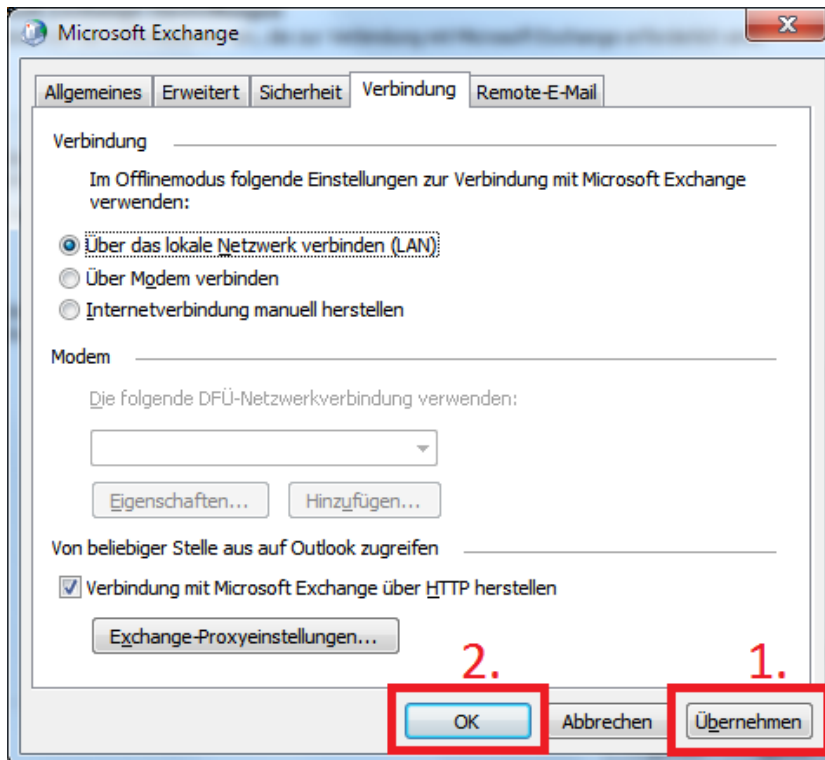 Microsoft Exchange
Allgemeines Erweitert Sicherheit Verbindung Remote-E-Mail
Verbindung
Im Offlinemodus folgende Einstellungen zur Verbindung mit Microsoft Exchange
verwenden:
Über das lokale Netzwerk verbinden (LAN)
Über Modem verbinden
Internetverbindung manuell herstellen
Modem
Die folgende DFÜ-Netzwerkverbindung verwenden:
Eigenschaften... Hinzufügen...
Von beliebiger Stelle aus auf Outlook zugreifen
Verbindung mit Microsoft Exchange über HTTP herstellen
Exchange-Proxyeinstellungen...
2. 1.
OK Abbrechen Übernehmen